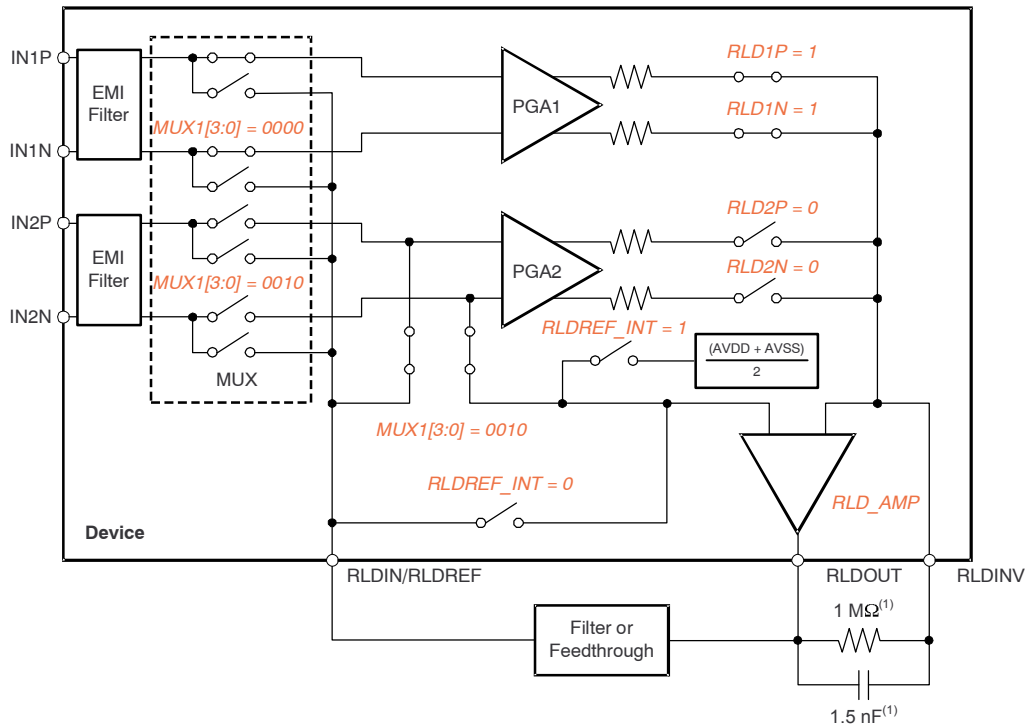 IN1P
EMI
Filter
IN1N
MUX1[3:0] = 0000
PGA1
RLD1P = 1
RLD1N = 1
IN2P
EMI
Filter
IN2N
MUX1[3:0] = 0010
MUX
PGA2
RLD2P = 0
RLD2N = 0
RLDREF_INT = 1
(AVDD + AVSS)
2
MUX1[3:0] = 0010
RLDREF_INT = 0
RLD_AMP
Device
RLDIN/RLDREF
RLDOUT
RLDINV
Filter or
Feedthrough
1 MΩ(1)
1.5 nF(1)